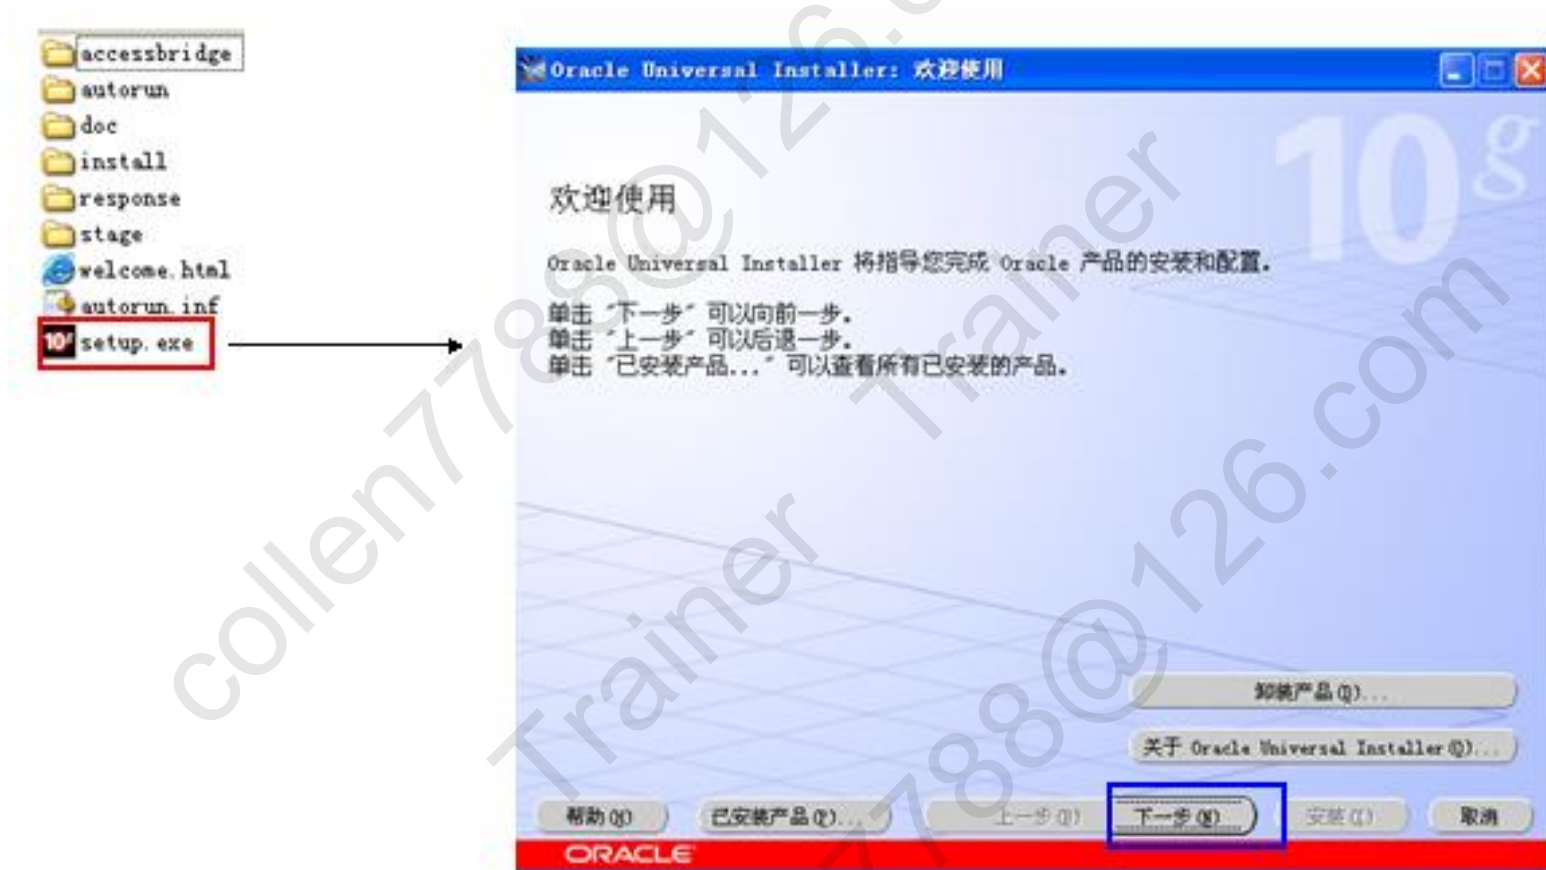 accessbridge
autorun
doc
install
response
stage
welcome.html
autorun.inf
setup.exe
Oracle Universal Installer: 欢迎使用
10g
欢迎使用
Oracle Universal Installer 将指导您完成 Oracle 产品的安装和配置。
单击 "下一步" 可以向前一步。
单击 "上一步" 可以后退一步。
单击 "已安装产品..." 可以查看所有已安装的产品。
卸装产品(D)...
关于 Oracle Universal Installer(O)...
帮助(H)
已安装产品(P)...
上一步(B)
下一步(N)
安装(I)
取消
ORACLE
collen7788@126.com
Trainer
Trainer
788@126.com